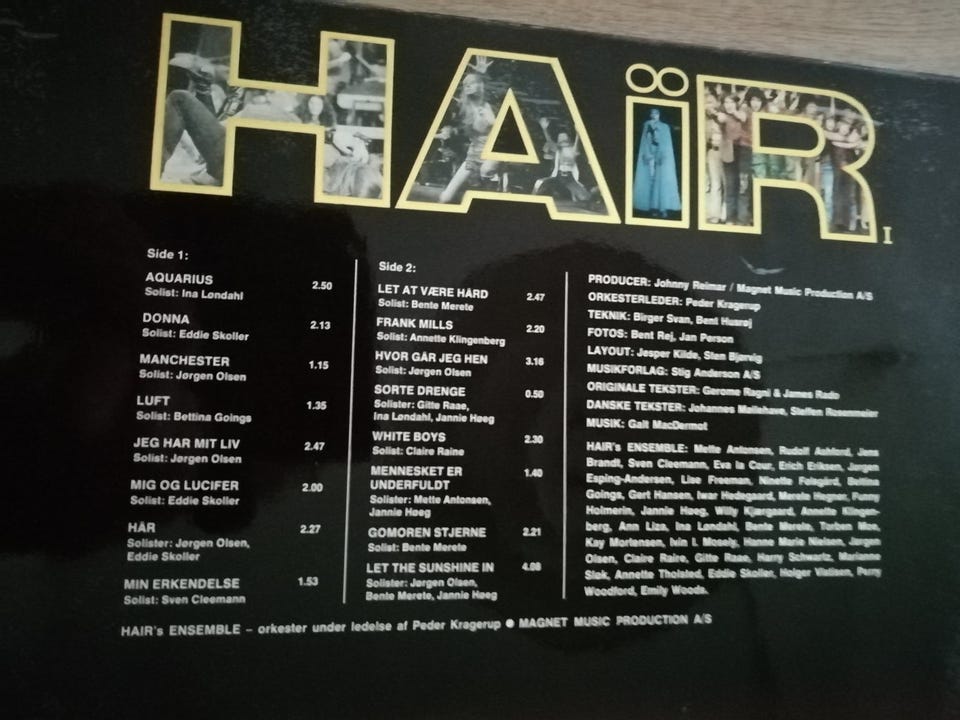 HAÏR
I
Side 1:
AQUARIUS 2.50
Solist: Ina Løndahl
DONNA 2.13
Solist: Eddie Skoller
MANCHESTER 1.15
Solist: Jørgen Olsen
LUFT 1.35
Solist: Bettina Goings
JEG HAR MIT LIV 2.47
Solist: Jørgen Olsen
MIG OG LUCIFER 2.00
Solist: Eddie Skoller
HÅR 2.27
Solister: Jørgen Olsen,
Eddie Skoller
MIN ERKENDELSE 1.53
Solist: Sven Cleemann
Side 2:
LET AT VÆRE HÅRD 2.47
Solist: Bente Merete
FRANK MILLS 2.20
Solist: Annette Klingenberg
HVOR GÅR JEG HEN 3.16
Solist: Jørgen Olsen
SORTE DRENGE 0.50
Solister: Gitte Raae,
Ina Løndahl, Jannie Høeg
WHITE BOYS 2.30
Solist: Claire Raine
MENNESKET ER
UNDERFULDT 1.40
Solister: Mette Antonsen,
Jannie Høeg
GOMOREN STJERNE 2.21
Solist: Bente Merete
LET THE SUNSHINE IN 4.08
Solister: Jørgen Olsen,
Bente Merete, Jannie Høeg
PRODUCER: Johnny Reimar / Magnet Music Production A/S
ORKESTERLEDER: Peder Kragerup
TEKNIK: Birger Svan, Bent Husrøj
FOTOS: Bent Rej, Jan Person
LAYOUT: Jesper Kilde, Sten Bjørvig
MUSIKFORLAG: Stig Anderson A/S
ORIGINALE TEKSTER: Gerome Ragni & James Rado
DANSKE TEKSTER: Johannes Møllehave, Steffen Rosenmeier
MUSIK: Galt MacDermot
HAIR's ENSEMBLE: Mette Antonsen, Rudolf Ashford, Jens
Brandt, Sven Cleemann, Eva la Cour, Erich Eriksen, Jørgen
Esping-Andersen, Lise Freeman, Ninette Følsgård, Bettina
Goings, Gert Hansen, Iwar Hedegaard, Merete Hegner, Funny
Holmerin, Jannie Høeg, Willy Kjærgaard, Annette Klingen-
berg, Ann Liza, Ina Løndahl, Bente Merete, Torben Moe,
Kay Mortensen, Ivin I. Mosely, Hanne Marie Nielsen, Jørgen
Olsen, Claire Raire, Gitte Raae, Harry Schwartz, Marianne
Sløk, Annette Tholsted, Eddie Skoller, Holger Vistisen, Perry
Woodford, Emily Woods.
HAIR's ENSEMBLE – orkester under ledelse af Peder Kragerup ● MAGNET MUSIC PRODUCTION A/S